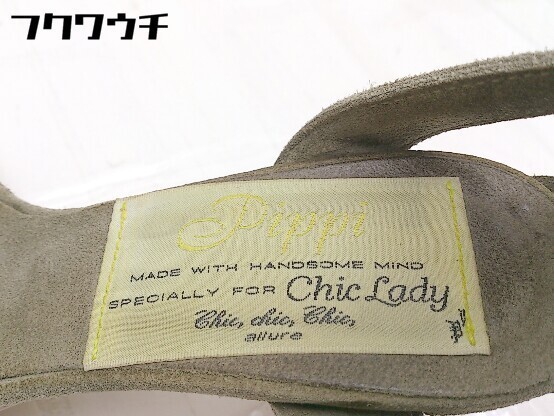 フクワウチ
Pippi
MADE WITH HANDSOME MIND
SPECIALLY FOR Chic Lady
Chic, chic, Chic,
allure